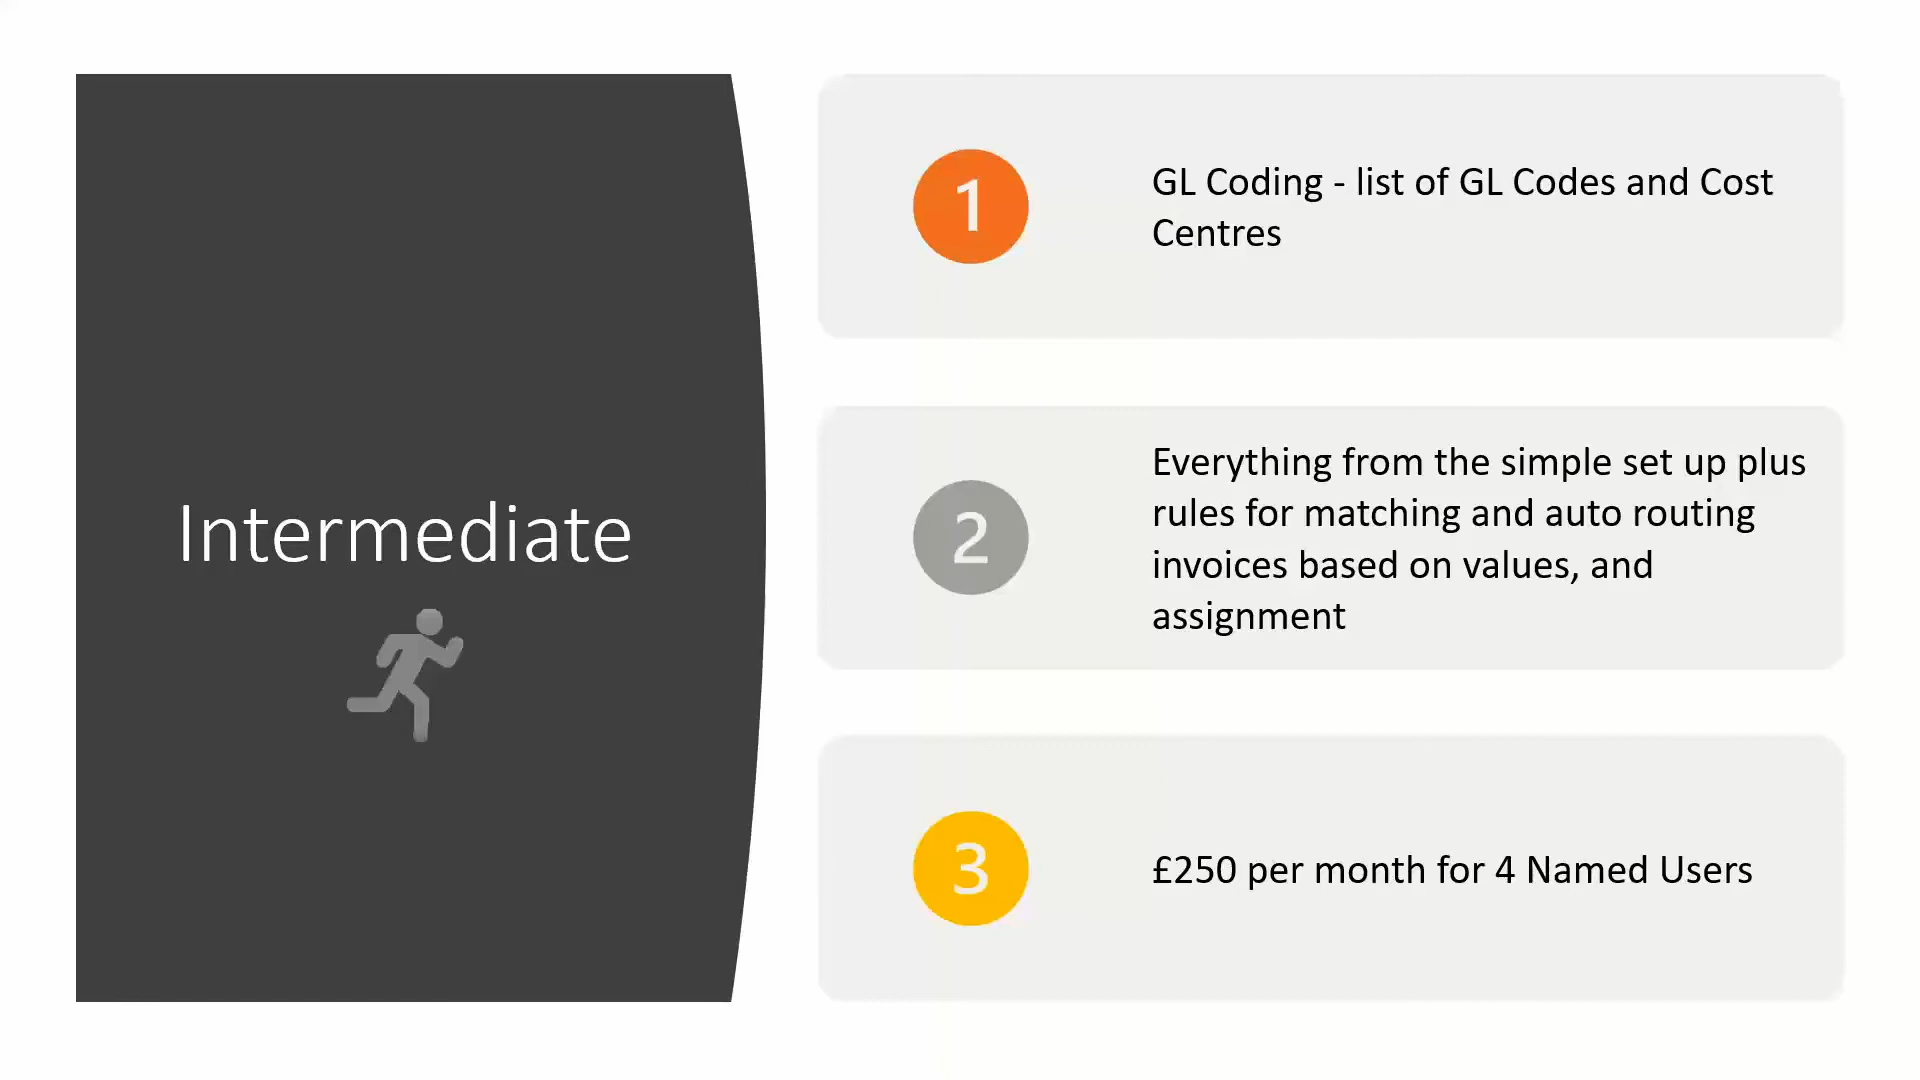 Intermediate
1
GL Coding - list of GL Codes and Cost
Centres
2
Everything from the simple set up plus
rules for matching and auto routing
invoices based on values, and
assignment
3
£250 per month for 4 Named Users